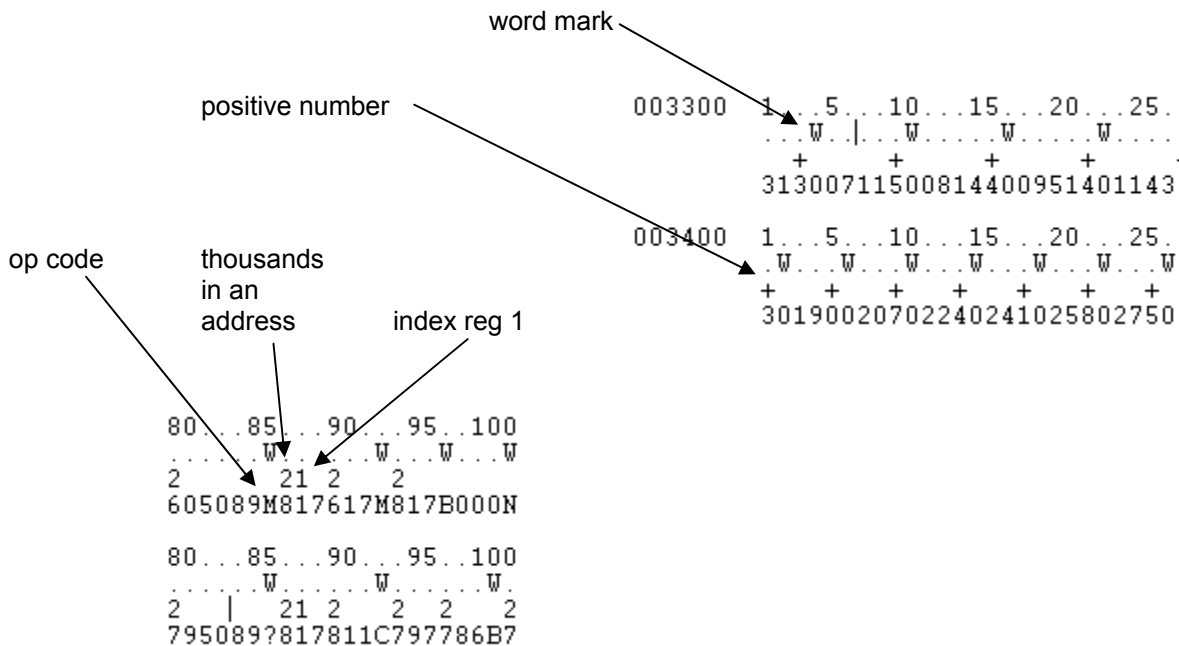 word mark
positive number
003300 1...5...10...15...20...25.
...W..|...W.....W.....W....
+ + + +
31300711500814400951401143
003400 1...5...10...15...20...25.
.W...W...W...W...W...W...W
+ + + + + + +
30190020702240241025802750
op code
thousands
in an
address
index reg 1
80...85...90...95..100
......W......W...W...W
2 21 2 2
605089M817617M817B000N
80...85...90...95..100
......W......W......W.
2 | 21 2 2 2 2
795089?817811C797786B7